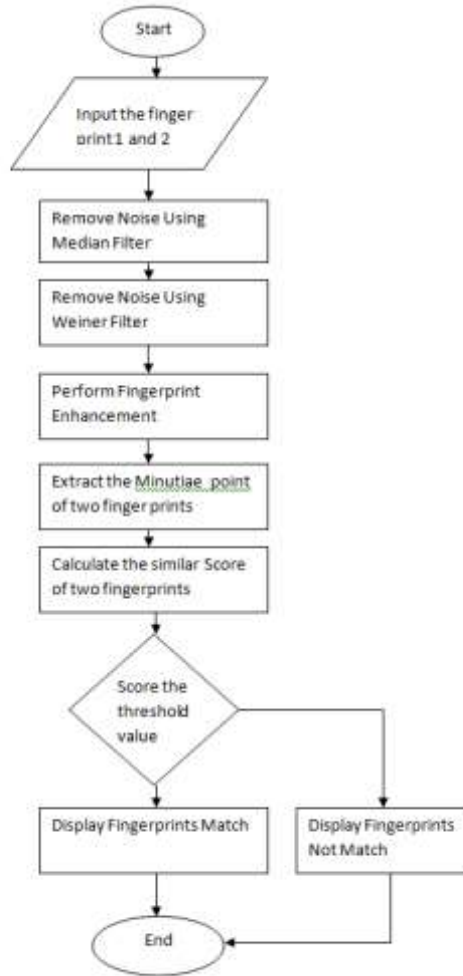 Start
Input the finger
print1 and 2
Remove Noise Using
Median Filter
Remove Noise Using
Weiner Filter
Perform Fingerprint
Enhancement
Extract the Minutiae point
of two finger prints
Calculate the similar Score
of two fingerprints
Score the
threshold
value
Display Fingerprints Match
Display Fingerprints
Not Match
End